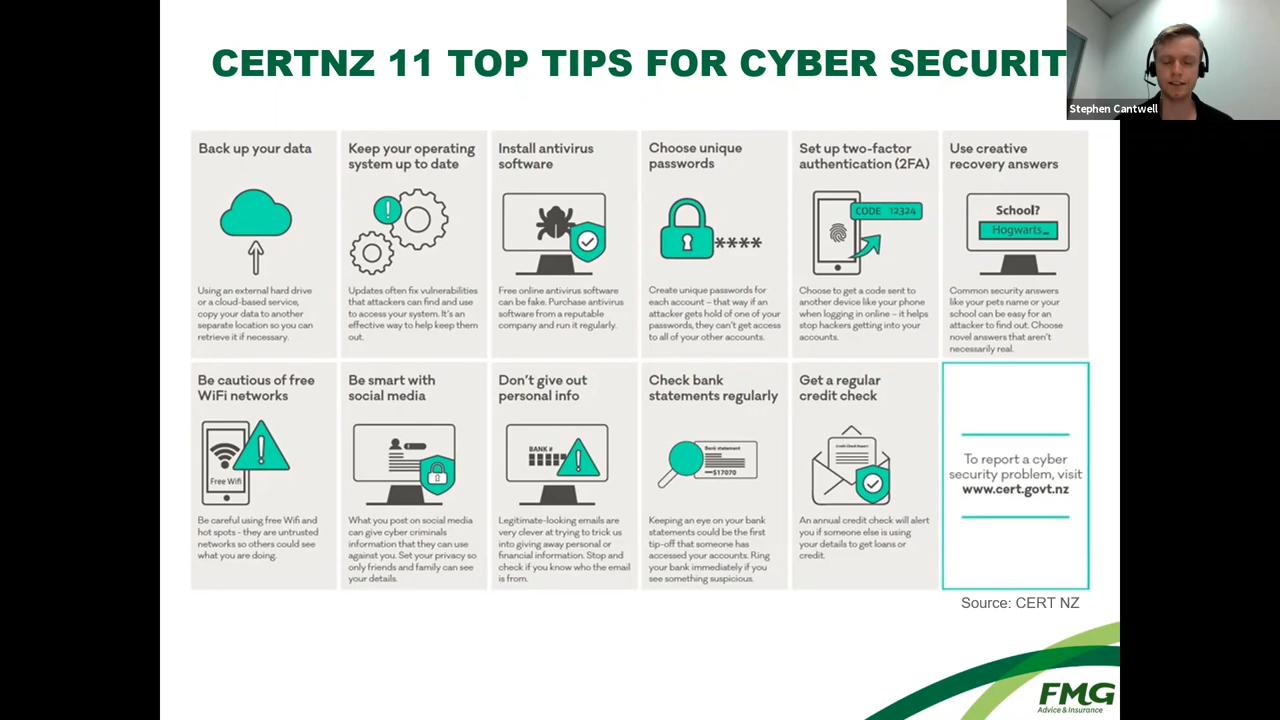 CERTNZ 11 TOP TIPS FOR CYBER SECURIT
Stephen Cantwell
Back up your data
Using an external hard drive
or a cloud-based service,
copy your data to another
separate location so you can
retrieve it if necessary.
Keep your operating
system up to date
Updates often fix vulnerabilities
that attackers can find and use
to access your system. It's an
effective way to help keep them
out.
Install antivirus
software
Free online antivirus software
can be fake. Purchase antivirus
software from a reputable
company and run it regularly.
Choose unique
passwords
****
Create unique passwords for
each account – that way if an
attacker gets hold of one of your
passwords, they can't get access
to all of your other accounts.
Set up two-factor
authentication (2FA)
CODE 12324
Choose to get a code sent to
another device like your phone
when logging in online – it helps
stop hackers getting into your
accounts.
Use creative
recovery answers
School?
Hogwarts_
Common security answers
like your pets name or your
school can be easy for an
attacker to find out. Choose
novel answers that aren't
necessarily real.
Be cautious of free
WiFi networks
Free Wifi
Be careful using free Wifi and
hot spots - they are untrusted
networks so others could see
what you are doing.
Be smart with
social media
What you post on social media
can give cyber criminals
information that they can use
against you. Set your privacy so
only friends and family can see
your details.
Don't give out
personal info
BANK #
Legitimate-looking emails are
very clever at trying to trick us
into giving away personal or
financial information. Stop and
check if you know who the email
is from.
Check bank
statements regularly
Bank statement
—$17070
Keeping an eye on your bank
statements could be the first
tip-off that someone has
accessed your accounts. Ring
your bank immediately if you
see something suspicious.
Get a regular
credit check
Credit Check Report
An annual credit check will alert
you if someone else is using
your details to get loans or
credit.
To report a cyber
security problem, visit
www.cert.govt.nz
Source: CERT NZ
FMG
Advice & Insurance